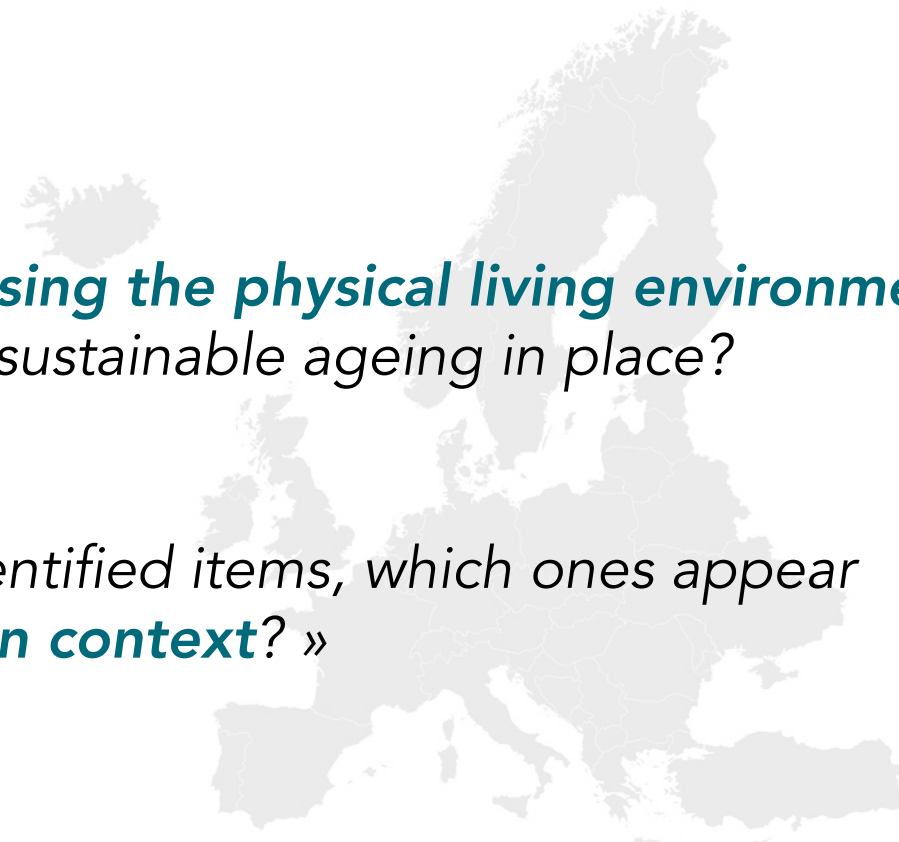 sing the physical living environme
sustainable ageing in place?
entified items, which ones appear
n context? »